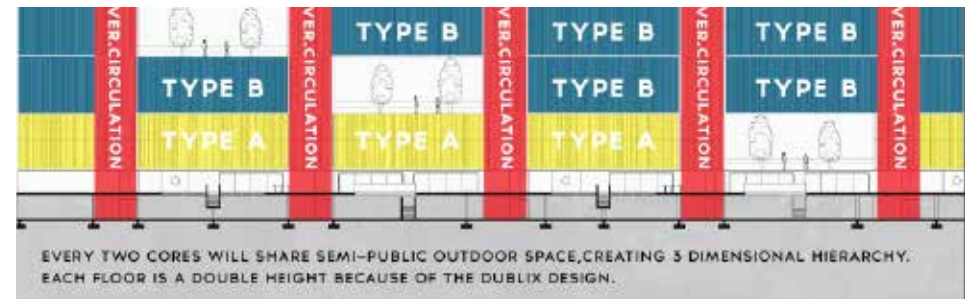 TYPE B TYPE B TYPE B
TYPE B TYPE B TYPE B
TYPE A TYPE A TYPE A
VER.CIRCULATION
VER.CIRCULATION
VER.CIRCULATION
VER.CIRCULATION
VER.CIRCULATION
EVERY TWO CORES WILL SHARE SEMI-PUBLIC OUTDOOR SPACE,CREATING 3 DIMENSIONAL HIERARCHY.
EACH FLOOR IS A DOUBLE HEIGHT BECAUSE OF THE DUBLIX DESIGN.